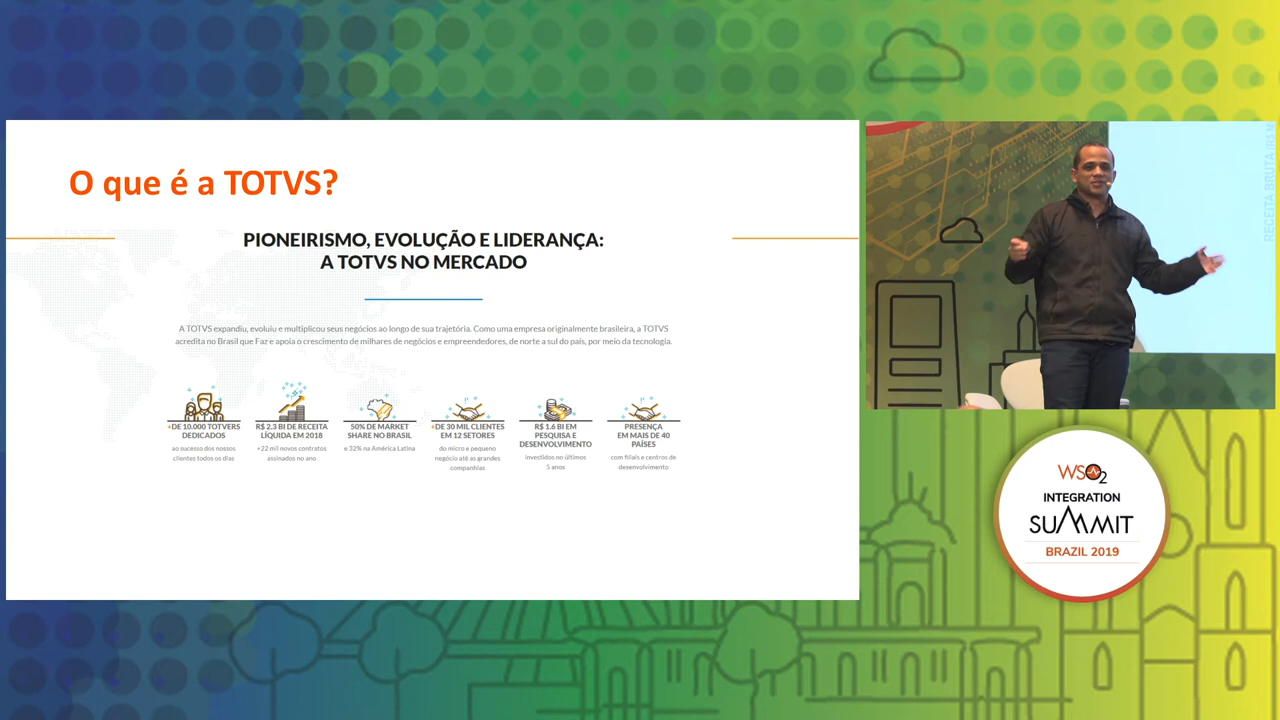 O que é a TOTVS?
PIONEIRISMO, EVOLUÇÃO E LIDERANÇA:
A TOTVS NO MERCADO
A TOTVS expandiu, evoluiu e multiplicou seus negócios ao longo de sua trajetória. Como uma empresa originalmente brasileira, a TOTVS
acredita no Brasil que Faz e apoia o crescimento de milhares de negócios e empreendedores, de norte a sul do país, por meio da tecnologia.
+DE 10.000 TOTVERS
DEDICADOS
ao sucesso dos nossos
clientes todos os dias
R$ 2.3 BI DE RECEITA
LÍQUIDA EM 2018
+22 mil novos contratos
assinados no ano
50% DE MARKET
SHARE NO BRASIL
e 32% na América Latina
+DE 30 MIL CLIENTES
EM 12 SETORES
do micro e pequeno
negócio até as grandes
companhias
R$ 1.6 BI EM
PESQUISA E
DESENVOLVIMENTO
investidos no últimos
5 anos
PRESENÇA
EM MAIS DE 40
PAÍSES
com filiais e centros de
desenvolvimento
RECEITA BRUTA (R$ M
WSO2
INTEGRATION
SUMMIT
BRAZIL 2019